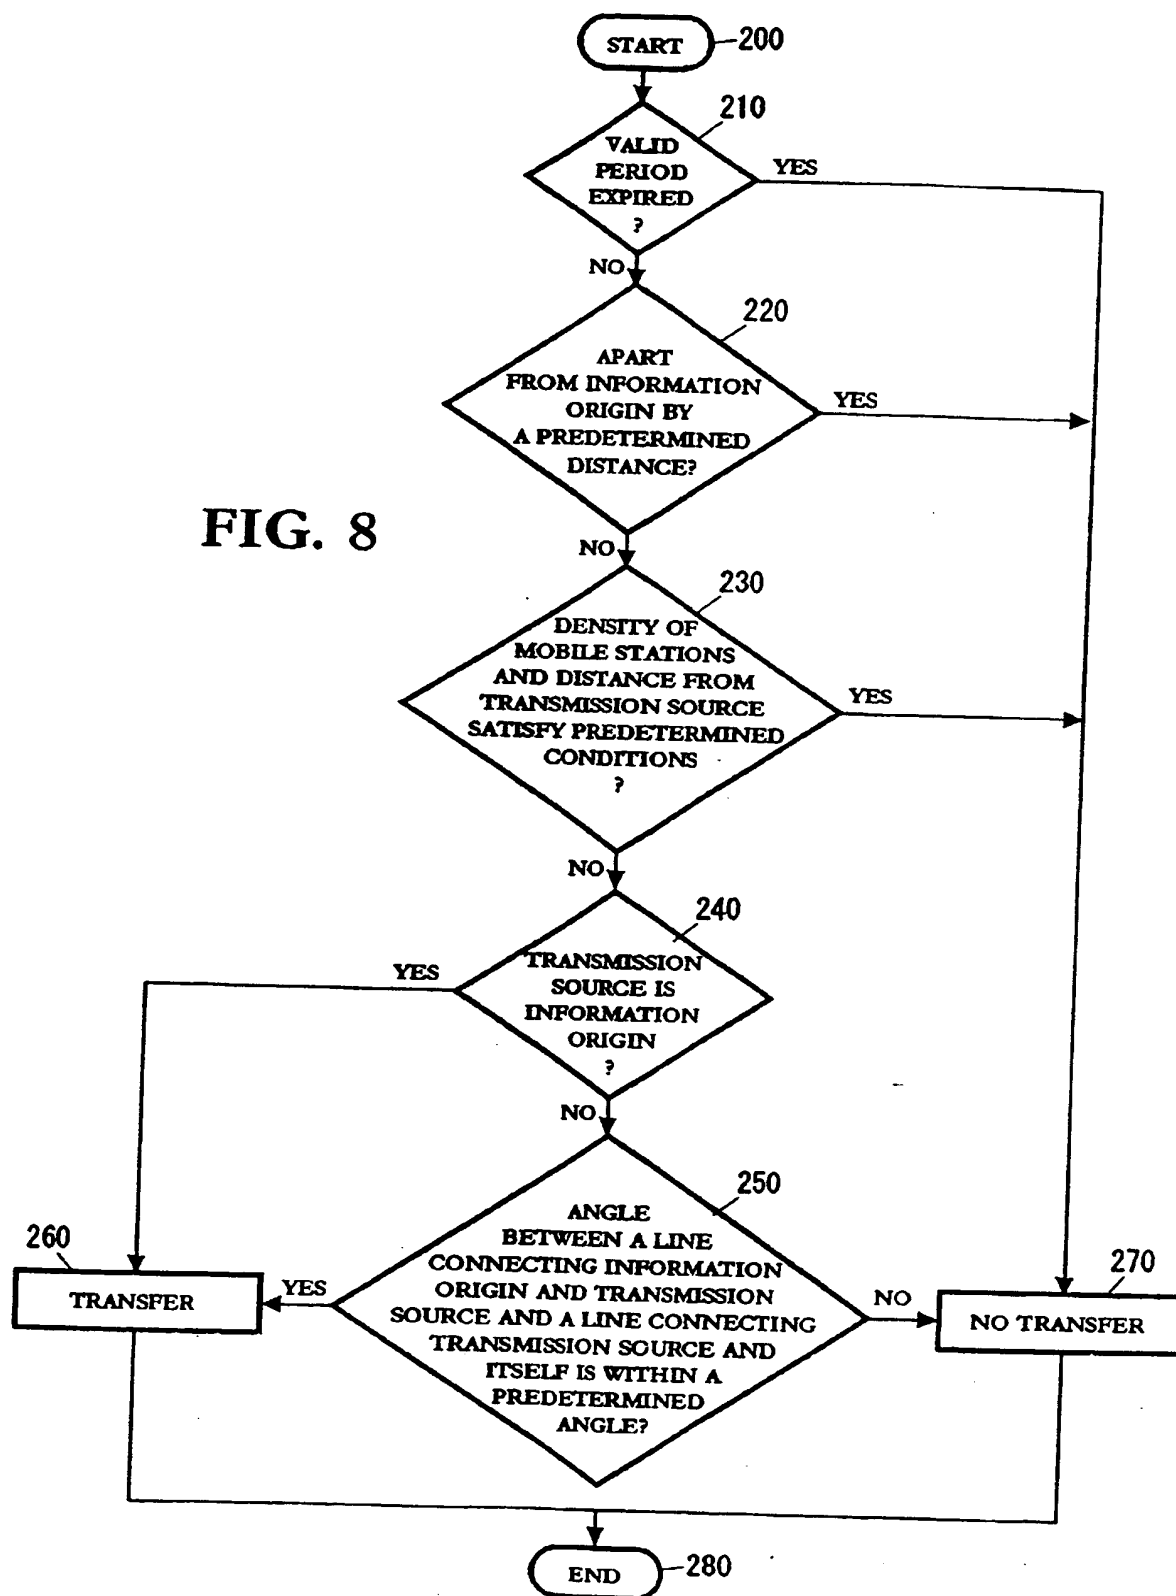 START
200
210
VALID
PERIOD
EXPIRED
?
YES
NO
220
APART
FROM INFORMATION
ORIGIN BY
A PREDETERMINED
DISTANCE?
YES
FIG. 8
NO
230
DENSITY OF
MOBILE STATIONS
AND DISTANCE FROM
TRANSMISSION SOURCE
SATISFY PREDETERMINED
CONDITIONS
?
YES
NO
240
TRANSMISSION
SOURCE IS
INFORMATION
ORIGIN
?
YES
NO
250
ANGLE
BETWEEN A LINE
CONNECTING INFORMATION
ORIGIN AND TRANSMISSION
SOURCE AND A LINE CONNECTING
TRANSMISSION SOURCE AND
ITSELF IS WITHIN A
PREDETERMINED
ANGLE?
260
TRANSFER
YES
NO
270
NO TRANSFER
END
280